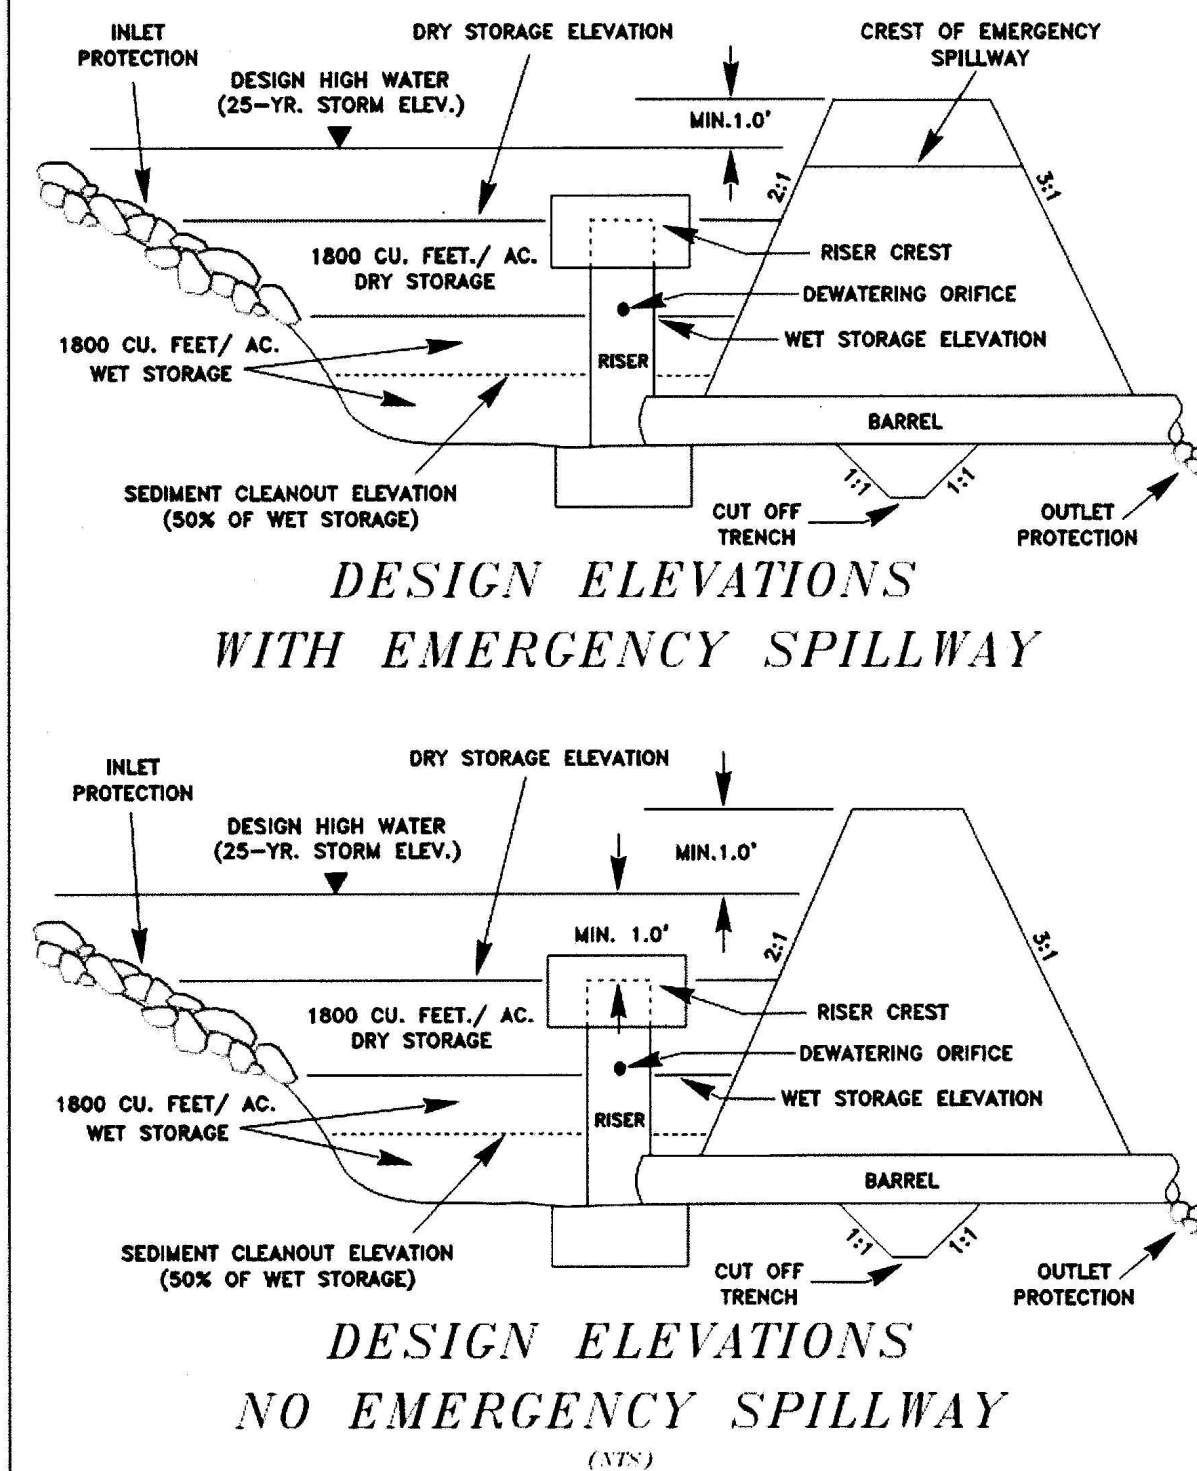 INLET
PROTECTION
DRY STORAGE ELEVATION
CREST OF EMERGENCY
SPILLWAY
DESIGN HIGH WATER
(25-YR. STORM ELEV.)
MIN.1.0'
2:1
3:1
1800 CU. FEET./ AC.
DRY STORAGE
RISER CREST
DEWATERING ORIFICE
WET STORAGE ELEVATION
1800 CU. FEET/ AC.
WET STORAGE
RISER
BARREL
SEDIMENT CLEANOUT ELEVATION
(50% OF WET STORAGE)
1:1
1:1
CUT OFF
TRENCH
OUTLET
PROTECTION
DESIGN ELEVATIONS
WITH EMERGENCY SPILLWAY
INLET
PROTECTION
DRY STORAGE ELEVATION
DESIGN HIGH WATER
(25-YR. STORM ELEV.)
MIN.1.0'
MIN. 1.0'
2:1
3:1
1800 CU. FEET./ AC.
DRY STORAGE
RISER CREST
DEWATERING ORIFICE
WET STORAGE ELEVATION
1800 CU. FEET/ AC.
WET STORAGE
RISER
BARREL
SEDIMENT CLEANOUT ELEVATION
(50% OF WET STORAGE)
1:1
1:1
CUT OFF
TRENCH
OUTLET
PROTECTION
DESIGN ELEVATIONS
NO EMERGENCY SPILLWAY
(NTS)